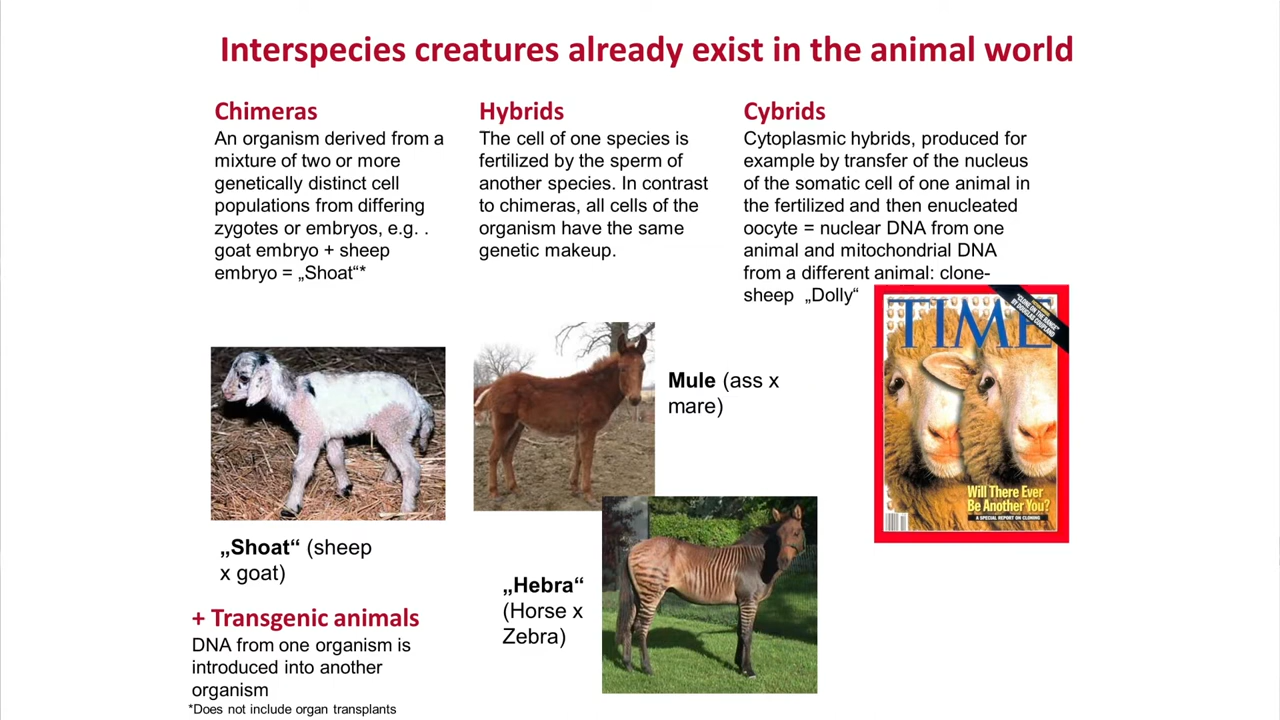 Interspecies creatures already exist in the animal world
Chimeras
An organism derived from a
mixture of two or more
genetically distinct cell
populations from differing
zygotes or embryos, e.g. .
goat embryo + sheep
embryo = „Shoat“*
Hybrids
The cell of one species is
fertilized by the sperm of
another species. In contrast
to chimeras, all cells of the
organism have the same
genetic makeup.
Cybrids
Cytoplasmic hybrids, produced for
example by transfer of the nucleus
of the somatic cell of one animal in
the fertilized and then enucleated
oocyte = nuclear DNA from one
animal and mitochondrial DNA
from a different animal: clone-
sheep „Dolly“
TIME
"CLONE ON THE RANGE"
BY DOUGLAS COUPLAND
Will There Ever
Be Another You?
A SPECIAL REPORT ON CLONING
Mule (ass x
mare)
„Shoat“ (sheep
x goat)
„Hebra“
(Horse x
Zebra)
+ Transgenic animals
DNA from one organism is
introduced into another
organism
*Does not include organ transplants